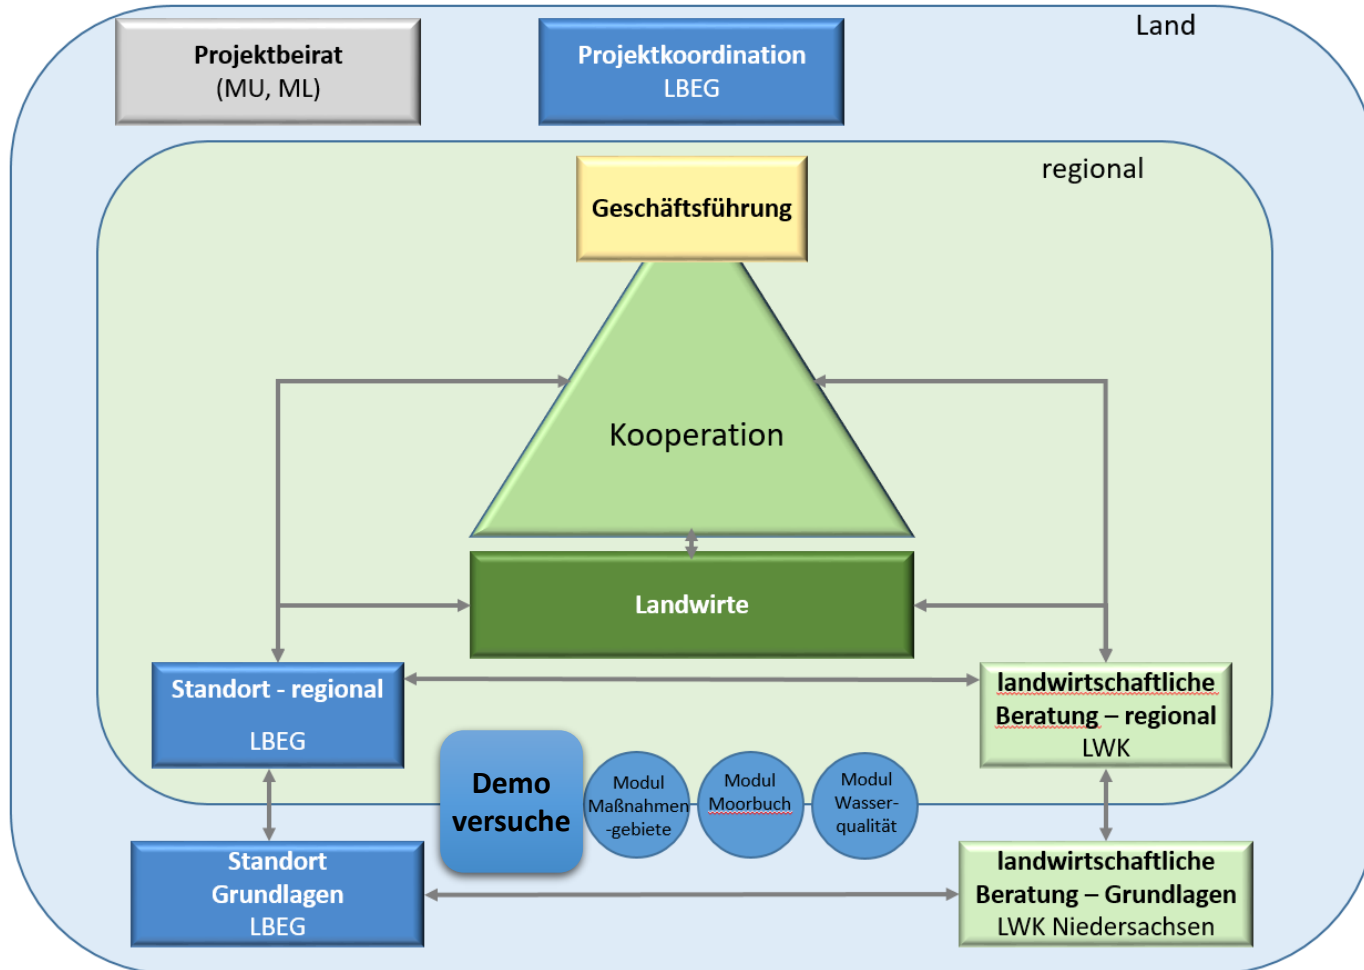 Land
Projektbeirat
(MU, ML)
Projektkoordination
LBEG
regional
Geschäftsführung
Kooperation
Landwirte
Standort - regional
LBEG
landwirtschaftliche
Beratung – regional
LWK
Demo
versuche
Modul
Maßnahmen
-gebiete
Modul
Moorbuch
Modul
Wasser-
qualität
Standort
Grundlagen
LBEG
landwirtschaftliche
Beratung – Grundlagen
LWK Niedersachsen